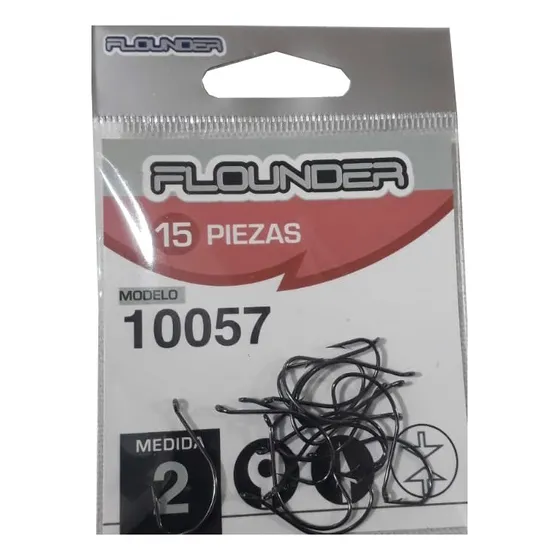 FLOUNDER
FLOUNDER
15 PIEZAS
MODELO
10057
MEDIDA
2